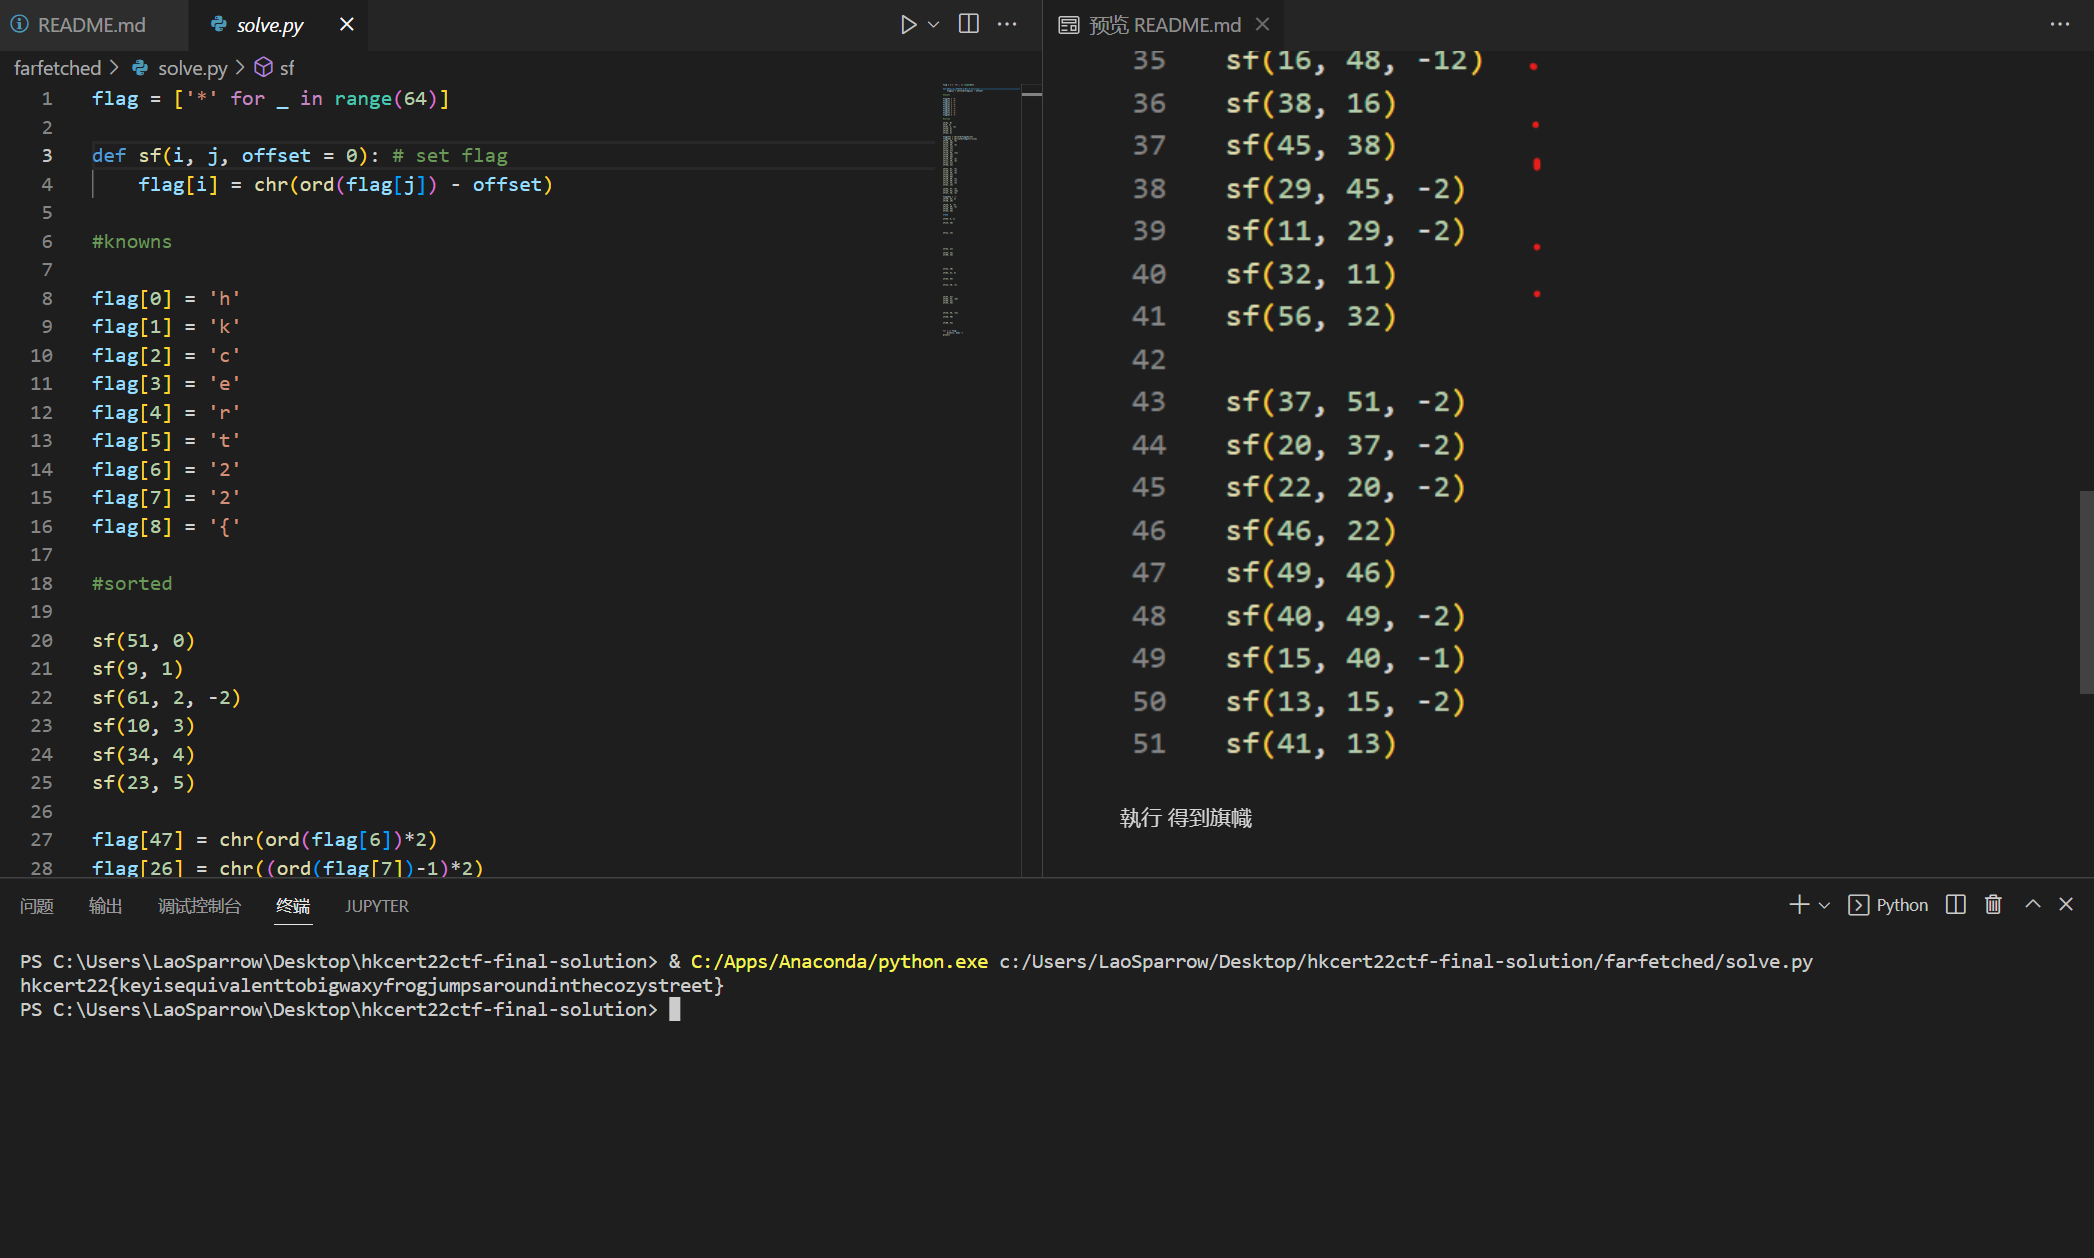 README.md
solve.py
farfetched > solve.py > sf
1 flag = ['*' for _ in range(64)]
2
3 def sf(i, j, offset = 0): # set flag
4     flag[i] = chr(ord(flag[j]) - offset)
5
6 #knowns
7
8 flag[0] = 'h'
9 flag[1] = 'k'
10 flag[2] = 'c'
11 flag[3] = 'e'
12 flag[4] = 'r'
13 flag[5] = 't'
14 flag[6] = '2'
15 flag[7] = '2'
16 flag[8] = '{'
17
18 #sorted
19
20 sf(51, 0)
21 sf(9, 1)
22 sf(61, 2, -2)
23 sf(10, 3)
24 sf(34, 4)
25 sf(23, 5)
26
27 flag[47] = chr(ord(flag[6])*2)
28 flag[26] = chr((ord(flag[7])-1)*2)
预览 README.md
35 sf(16, 48, -12)
36 sf(38, 16)
37 sf(45, 38)
38 sf(29, 45, -2)
39 sf(11, 29, -2)
40 sf(32, 11)
41 sf(56, 32)
42
43 sf(37, 51, -2)
44 sf(20, 37, -2)
45 sf(22, 20, -2)
46 sf(46, 22)
47 sf(49, 46)
48 sf(40, 49, -2)
49 sf(15, 40, -1)
50 sf(13, 15, -2)
51 sf(41, 13)
執行 得到旗幟
问题 输出 调试控制台 终端 JUPYTER
Python
PS C:\Users\LaoSparrow\Desktop\hkcert22ctf-final-solution> & C:/Apps/Anaconda/python.exe c:/Users/LaoSparrow/Desktop/hkcert22ctf-final-solution/farfetched/solve.py
hkcert22{keyisequivalenttobigwaxyfrogjumpsaroundinthecozystreet}
PS C:\Users\LaoSparrow\Desktop\hkcert22ctf-final-solution>